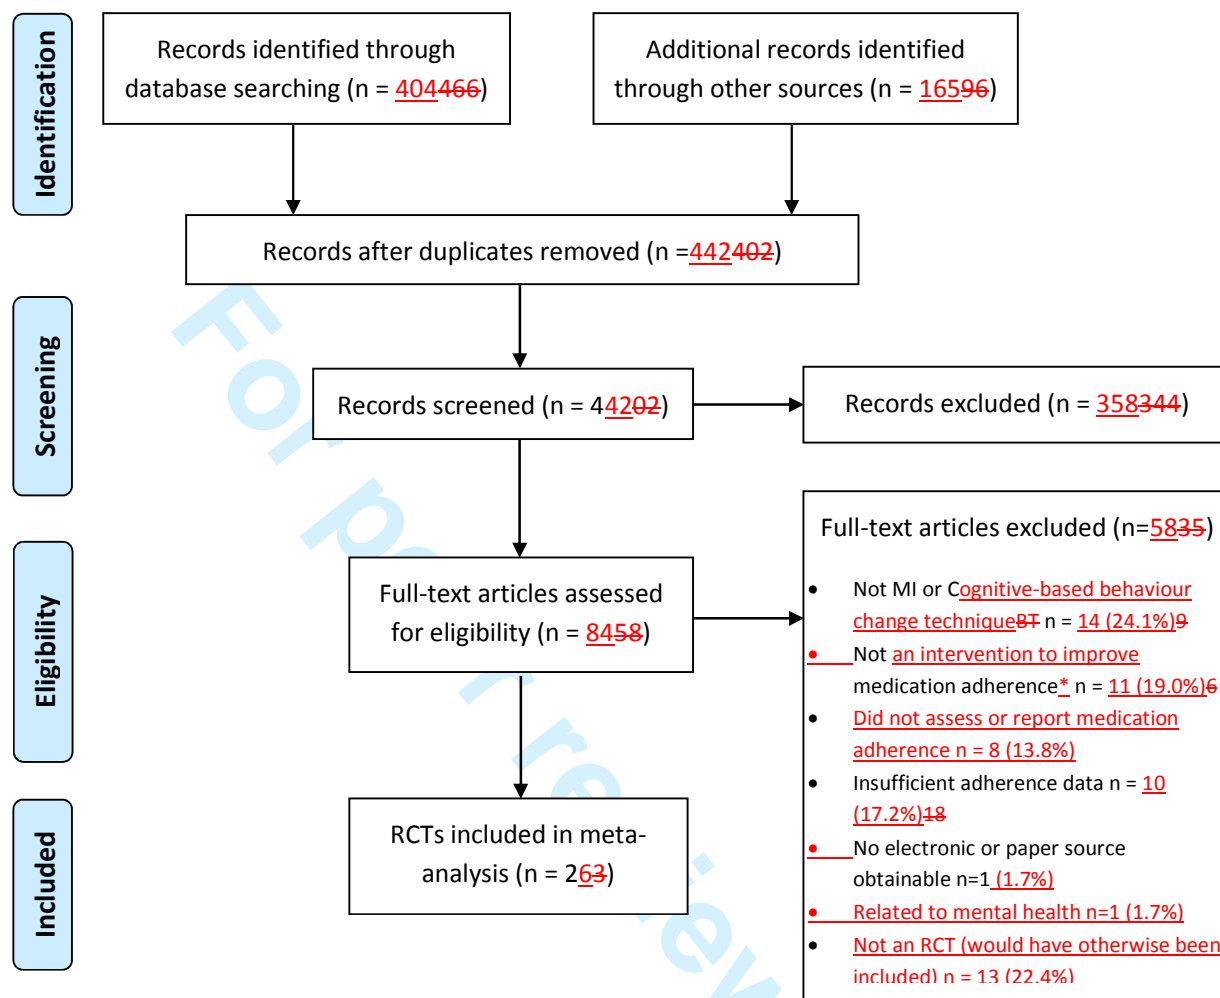 Identification
Records identified through
database searching (n = 404466)
Additional records identified
through other sources (n = 16596)
Records after duplicates removed (n =442402)
Screening
Records screened (n = 44202)
Records excluded (n = 358344)
Eligibility
Full-text articles assessed
for eligibility (n = 8458)
Full-text articles excluded (n=5835)
• Not MI or Cognitive-based behaviour
change techniqueBT n = 14 (24.1%)9
• Not an intervention to improve
medication adherence* n = 11 (19.0%)6
• Did not assess or report medication
adherence n = 8 (13.8%)
• Insufficient adherence data n = 10
(17.2%)18
• No electronic or paper source
obtainable n=1 (1.7%)
• Related to mental health n=1 (1.7%)
• Not an RCT (would have otherwise been
included) n = 13 (22.4%)
Included
RCTs included in meta-
analysis (n = 263)
For peer review